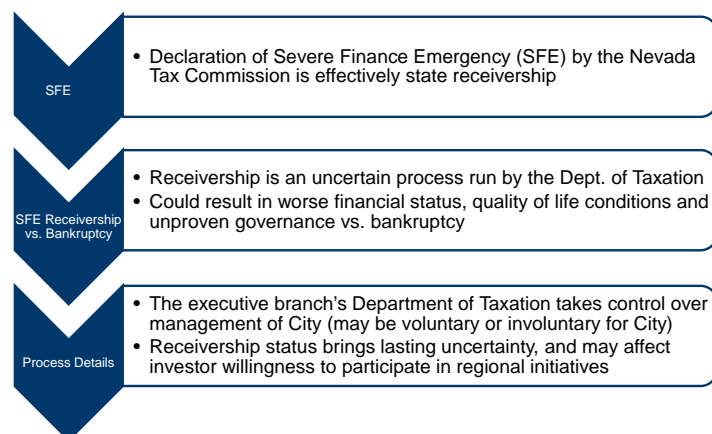 SFE
• Declaration of Severe Finance Emergency (SFE) by the Nevada
Tax Commission is effectively state receivership
SFE Receivership
vs. Bankruptcy
• Receivership is an uncertain process run by the Dept. of Taxation
• Could result in worse financial status, quality of life conditions and
unproven governance vs. bankruptcy
Process Details
• The executive branch’s Department of Taxation takes control over
management of City (may be voluntary or involuntary for City)
• Receivership status brings lasting uncertainty, and may affect
investor willingness to participate in regional initiatives